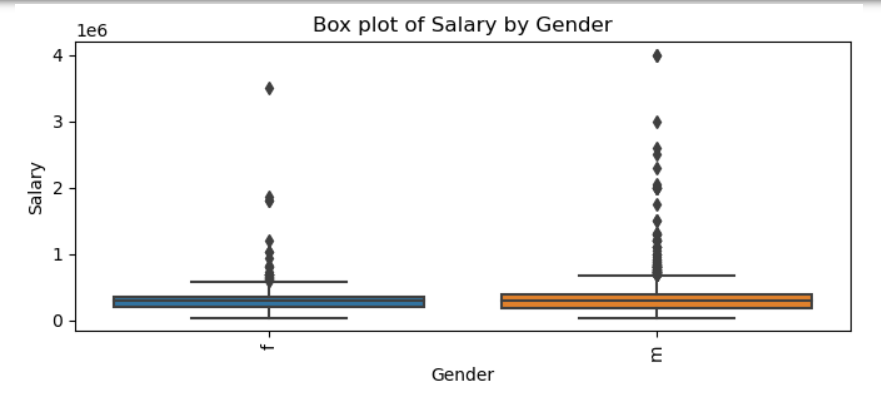 Box plot of Salary by Gender
1e6
4
3
2
1
0
Salary
f
m
Gender